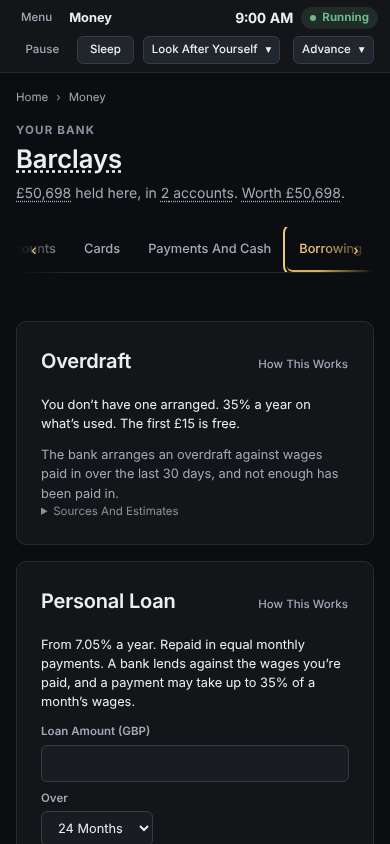 Menu Money 9:00 AM Running
Pause Sleep Look After Yourself Advance
Home › Money
YOUR BANK
Barclays
£50,698 held here, in 2 accounts. Worth £50,698.
Cards Payments And Cash Borrowing
Overdraft How This Works
You don’t have one arranged. 35% a year on
what’s used. The first £15 is free.
The bank arranges an overdraft against wages
paid in over the last 30 days, and not enough has
been paid in.
Sources And Estimates
Personal Loan How This Works
From 7.05% a year. Repaid in equal monthly
payments. A bank lends against the wages you’re
paid, and a payment may take up to 35% of a
month’s wages.
Loan Amount (GBP)
Over
24 Months